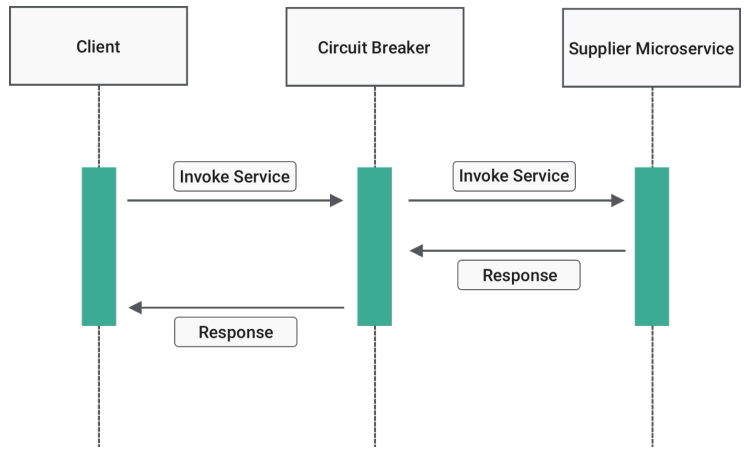 Client
Circuit Breaker
Supplier Microservice
Invoke Service
Invoke Service
Response
Response